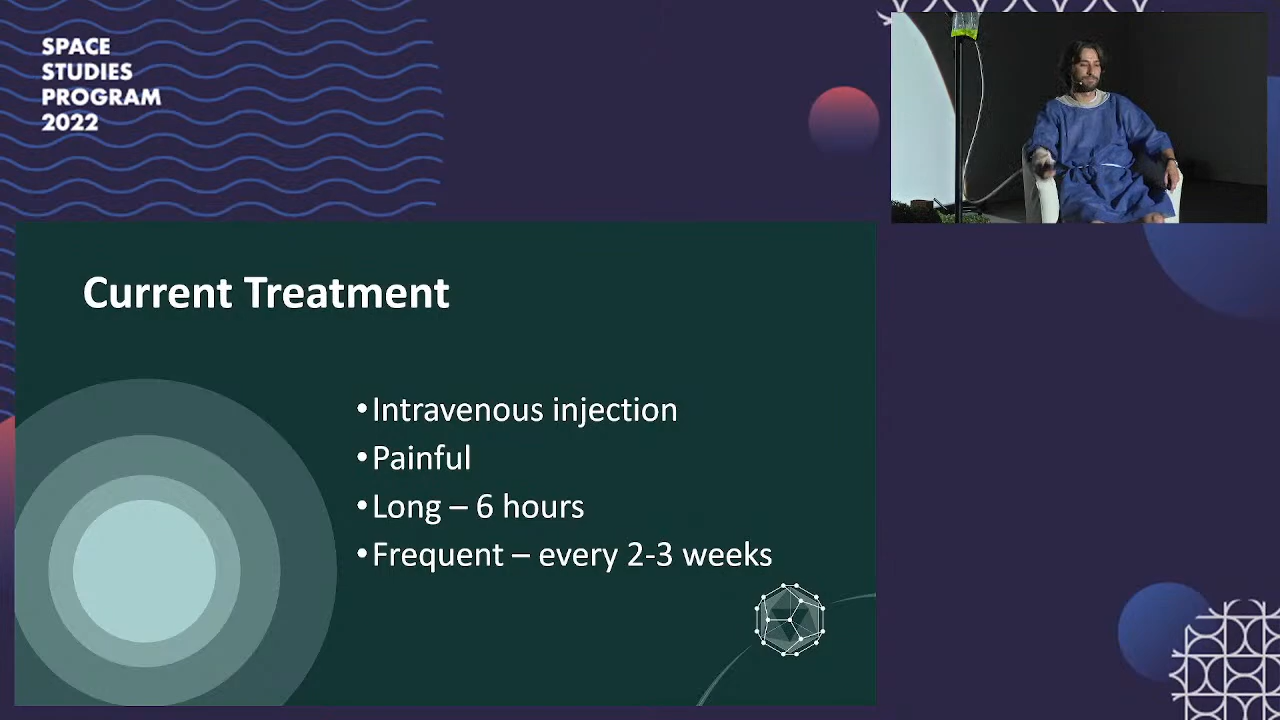 SPACE
STUDIES
PROGRAM
2022
Current Treatment
•Intravenous injection
•Painful
•Long – 6 hours
•Frequent – every 2-3 weeks